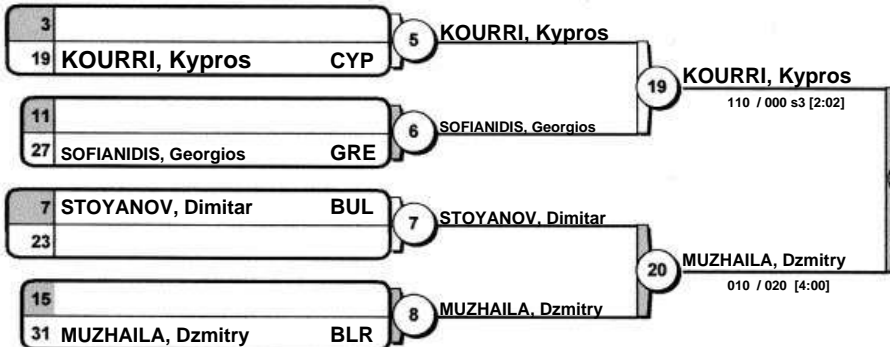 3
19 KOURRI, Kypros CYP
5
KOURRI, Kypros
11
27 SOFIANIDIS, Georgios GRE
6
SOFIANIDIS, Georgios
19
KOURRI, Kypros
110 / 000 s3 [2:02]
7 STOYANOV, Dimitar BUL
23
7
STOYANOV, Dimitar
15
31 MUZHAILA, Dzmitry BLR
8
MUZHAILA, Dzmitry
20
MUZHAILA, Dzmitry
010 / 020 [4:00]